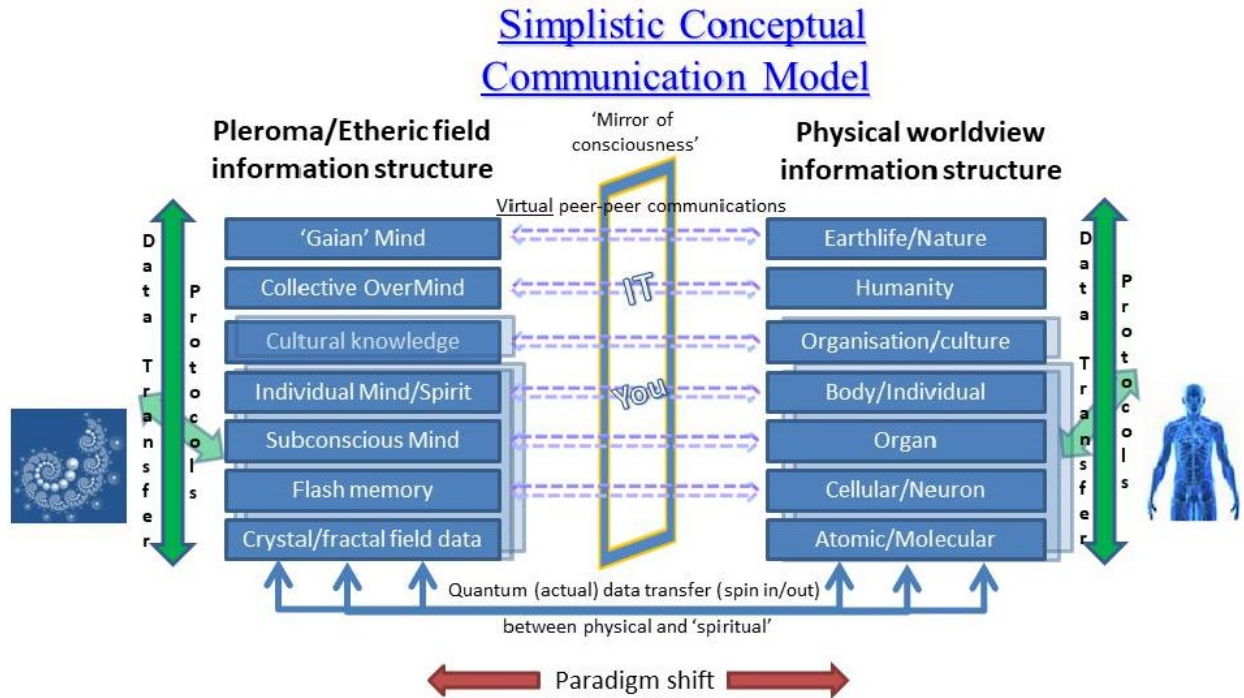 Simplistic Conceptual
Communication Model
Pleroma/Etheric field
information structure
'Mirror of
consciousness'
Physical worldview
information structure
Virtual peer-peer communications
Data Transfer
Protocols
'Gaian' Mind
Collective OverMind
Cultural knowledge
Individual Mind/Spirit
Subconscious Mind
Flash memory
Crystal/fractal field data
IT
You
Earthlife/Nature
Humanity
Organisation/culture
Body/Individual
Organ
Cellular/Neuron
Atomic/Molecular
Data Transfer
Protocols
Quantum (actual) data transfer (spin in/out)
between physical and 'spiritual'
Paradigm shift